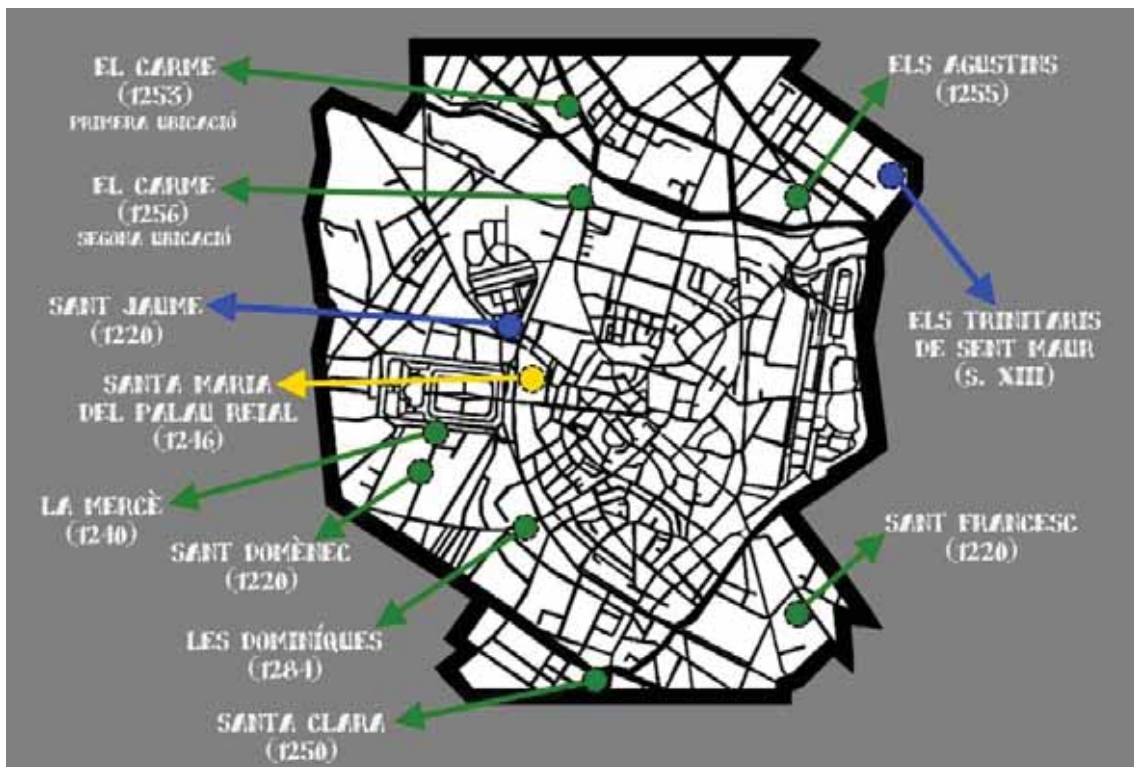 EL CARME
(1253)
PRIMERA UBICACIÓ
EL CARME
(1256)
SEGONA UBICACIÓ
SANT JAUME
(1220)
SANTA MARIA
DEL PALAU REIAL
(1246)
LA MERCÈ
(1240)
SANT DOMÈNEC
(1220)
LES DOMINÍQUES
(1284)
SANTA CLARA
(1250)
ELS AGUSTINS
(1255)
ELS TRINITARIS
DE SENT MAUR
(S. XIII)
SANT FRANCESC
(1220)